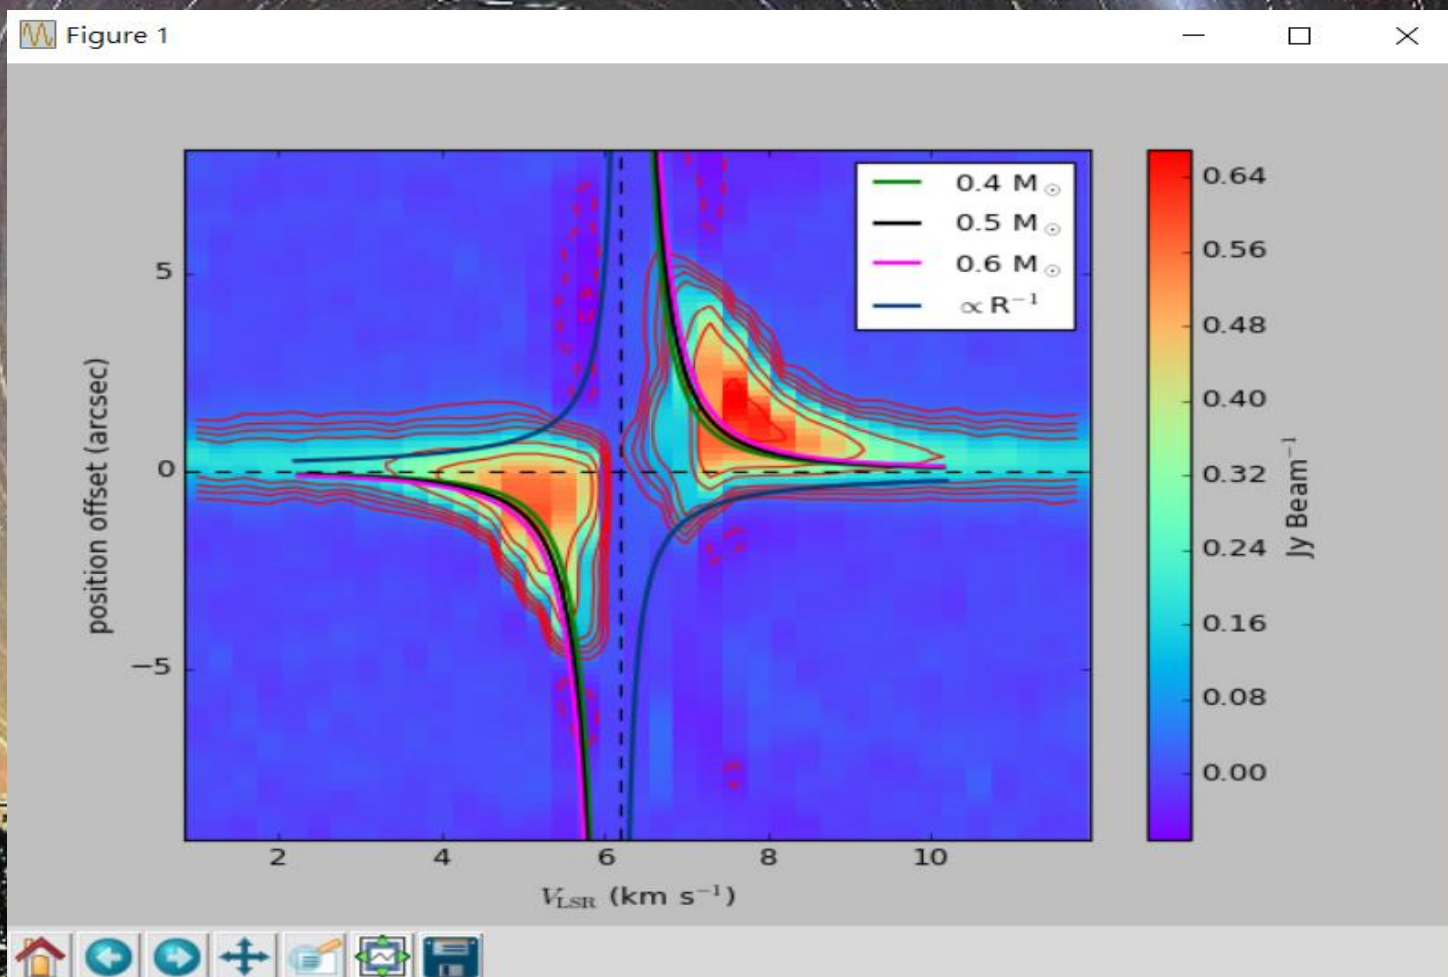 Figure 1
0.4 M⊙
0.5 M⊙
0.6 M⊙
∝ R⁻¹
5
0
−5
position offset (arcsec)
2 4 6 8 10
V_LSR (km s⁻¹)
0.64
0.56
0.48
0.40
0.32
0.24
0.16
0.08
0.00
Jy Beam⁻¹